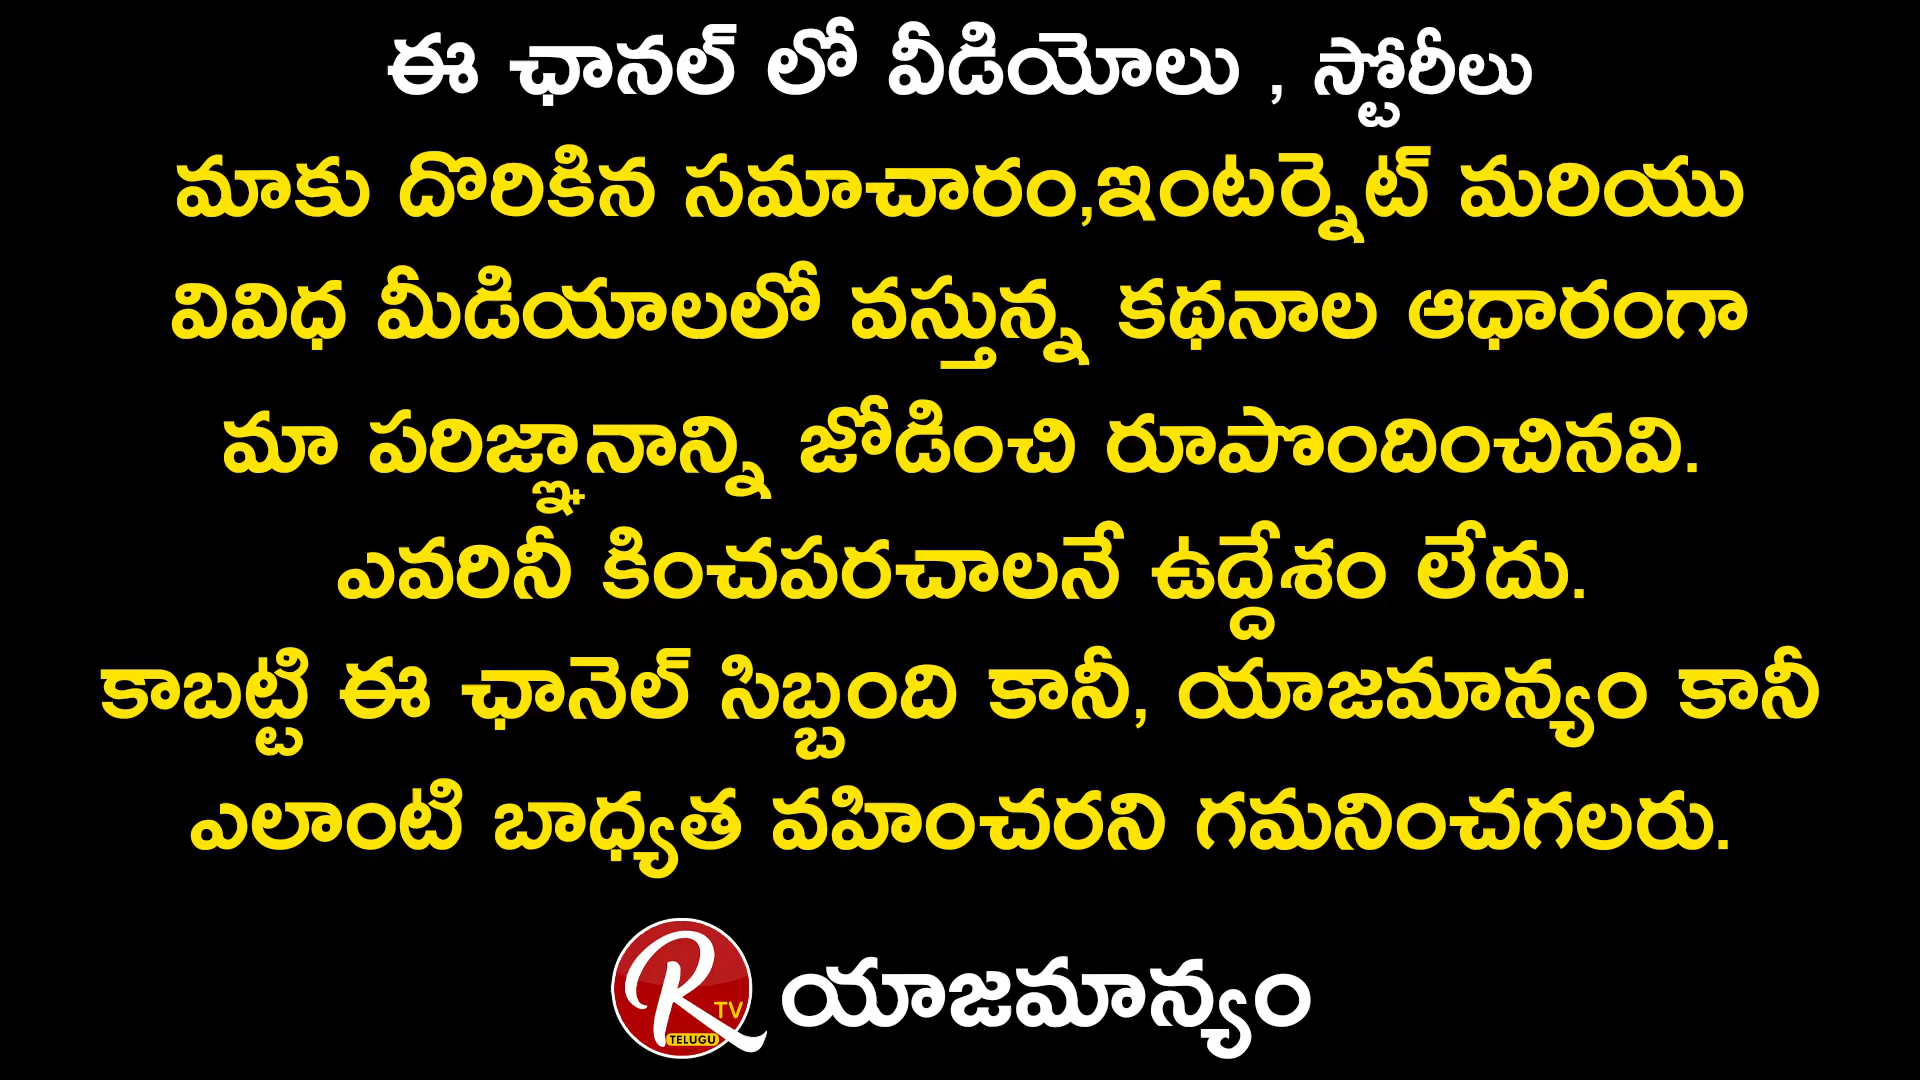 ఈ ఛానల్ లో వీడియోలు , స్టోరీలు
మాకు దొరికిన సమాచారం,ఇంటర్నెట్ మరియు
వివిధ మీడియాలలో వస్తున్న కథనాల ఆధారంగా
మా పరిజ్ఞానాన్ని జోడించి రూపొందించినవి.
ఎవరినీ కించపరచాలనే ఉద్దేశం లేదు.
కాబట్టి ఈ ఛానెల్ సిబ్బంది కానీ, యాజమాన్యం కానీ
ఎలాంటి బాధ్యత వహించరని గమనించగలరు.
R TV TELUGU యాజమాన్యం